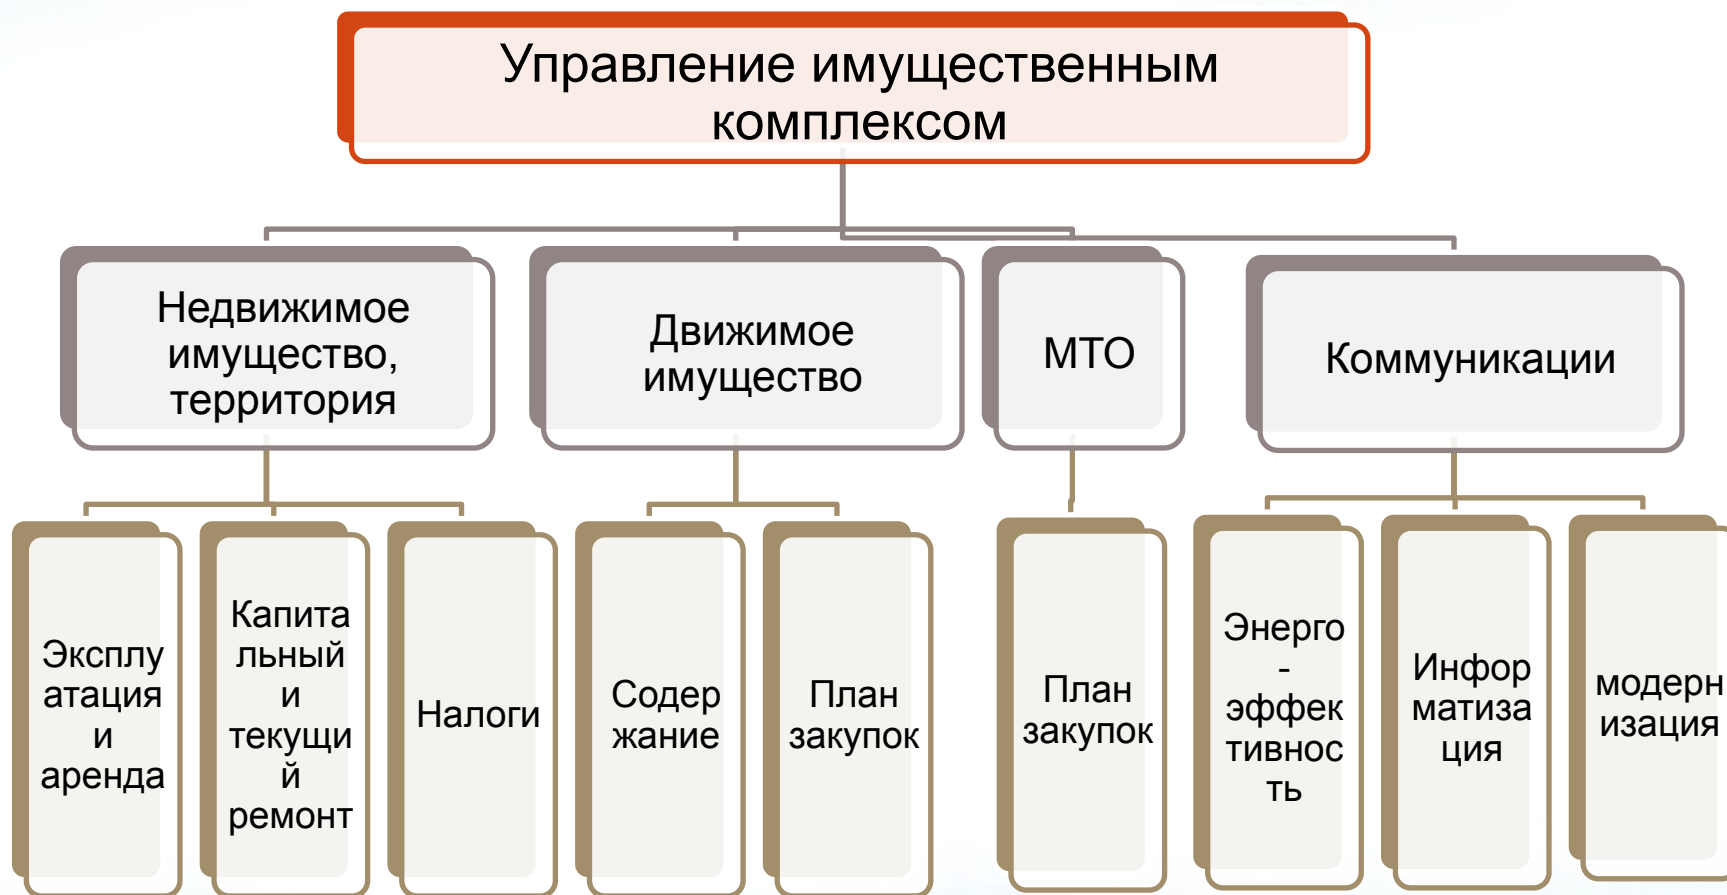 Управление имущественным
комплексом
Недвижимое
имущество,
территория
Движимое
имущество
МТО
Коммуникации
Эксплу
атация
и
аренда
Капита
льный
и
текущи
й
ремонт
Налоги
Содер
жание
План
закупок
План
закупок
Энерго
-
эффек
тивнос
ть
Инфор
матиза
ция
модерн
изация